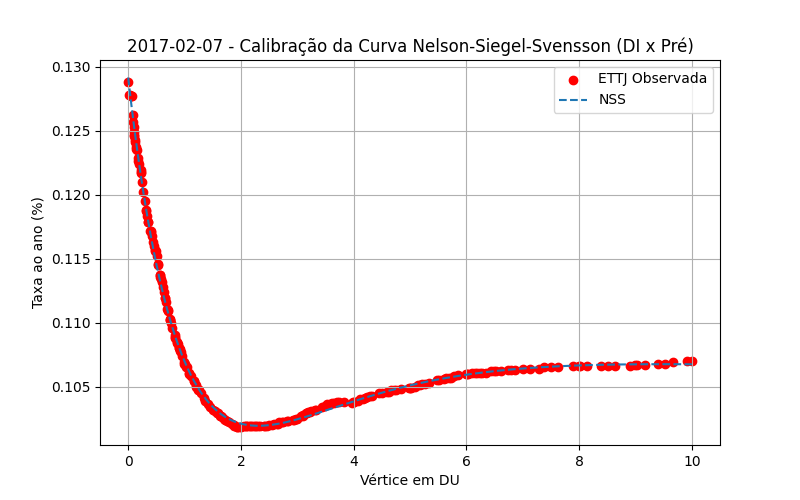 2017-02-07 - Calibração da Curva Nelson-Siegel-Svensson (DI x Pré)
ETTJ Observada
NSS
Taxa ao ano (%)
0.130
0.125
0.120
0.115
0.110
0.105
0 2 4 6 8 10
Vértice em DU